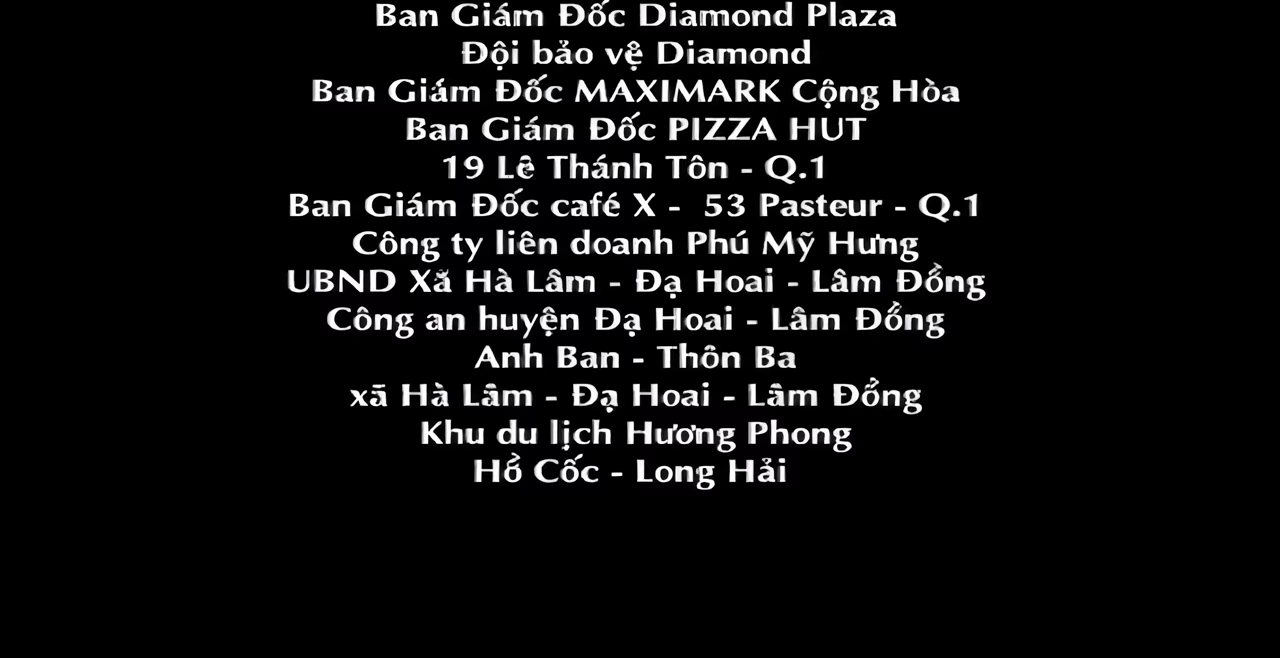 Ban Giám Đốc Diamond Plaza
Đội bảo vệ Diamond
Ban Giám Đốc MAXIMARK Cộng Hòa
Ban Giám Đốc PIZZA HUT
19 Lê Thánh Tôn - Q.1
Ban Giám Đốc café X - 53 Pasteur - Q.1
Công ty liên doanh Phú Mỹ Hưng
UBND Xã Hà Lâm - Đạ Hoai - Lâm Đồng
Công an huyện Đạ Hoai - Lâm Đồng
Anh Ban - Thôn Ba
xã Hà Lâm - Đạ Hoai - Lâm Đồng
Khu du lịch Hương Phong
Hồ Cốc - Long Hải